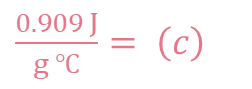 0.909 J
g °C = (c)